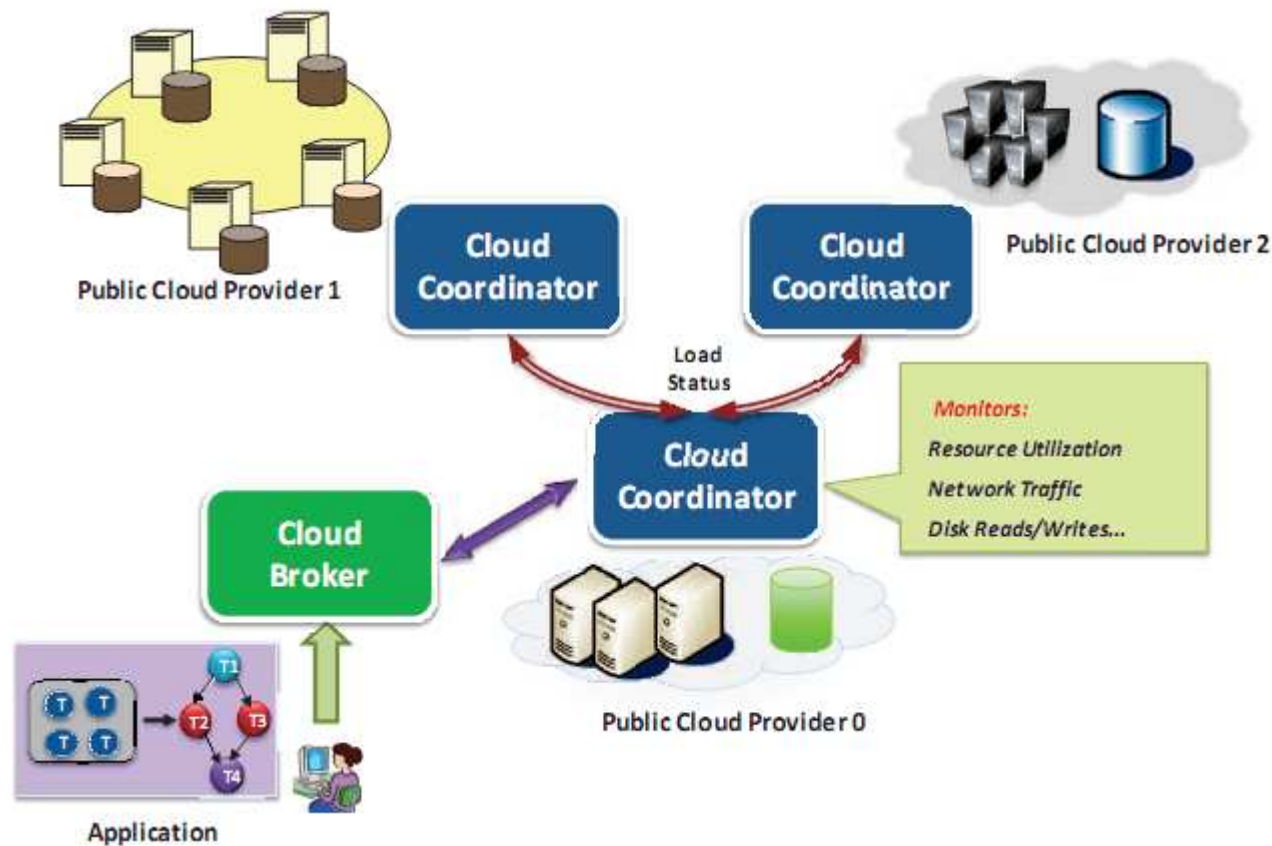 Public Cloud Provider 1
Cloud
Coordinator
Cloud
Coordinator
Public Cloud Provider 2
Load
Status
Cloud
Coordinator
Monitors:
Resource Utilization
Network Traffic
Disk Reads/Writes...
Cloud
Broker
Public Cloud Provider 0
T T
T T
T1
T2 T3
T4
Application